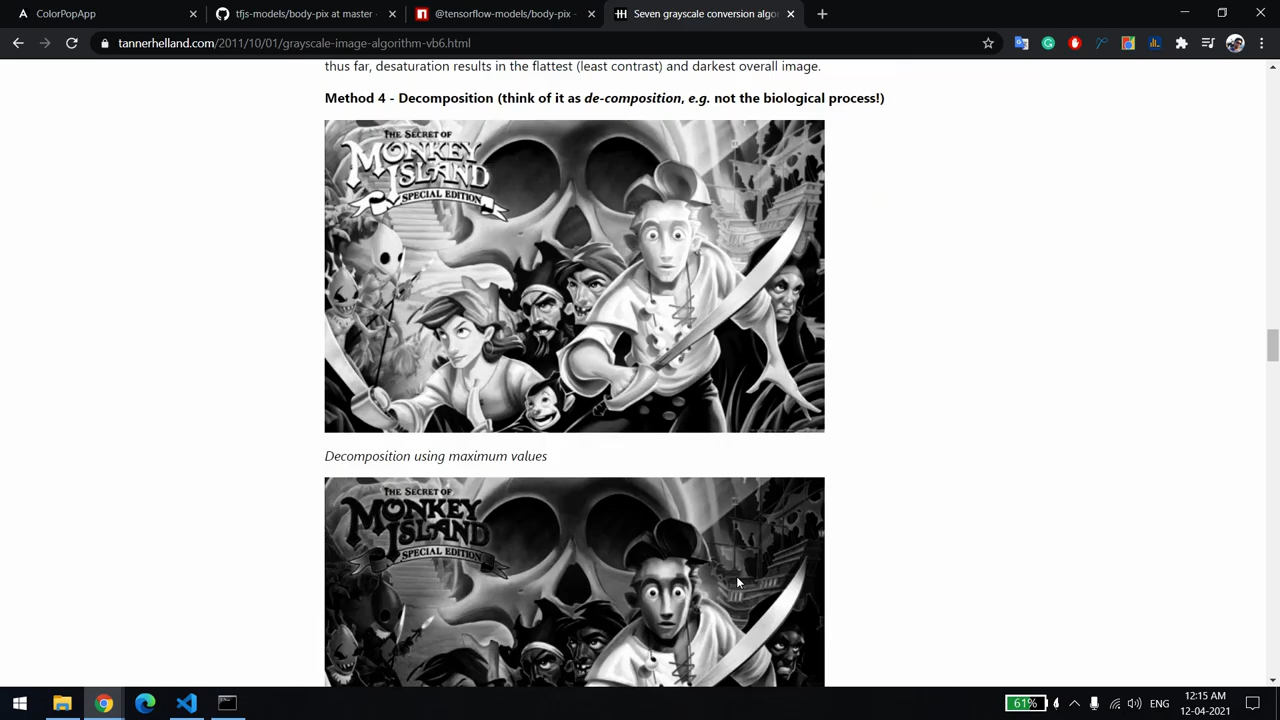 ColorPopApp
tfjs-models/body-pix at master ·
@tensorflow-models/body-pix -
Seven grayscale conversion algo
tannerhelland.com/2011/10/01/grayscale-image-algorithm-vb6.html
thus far, desaturation results in the flattest (least contrast) and darkest overall image.
Method 4 - Decomposition (think of it as de-composition, e.g. not the biological process!)
THE SECRET OF
MONKEY
ISLAND
SPECIAL EDITION
Decomposition using maximum values
THE SECRET OF
MONKEY
ISLAND
SPECIAL EDITION
61%
ENG
12:15 AM
12-04-2021